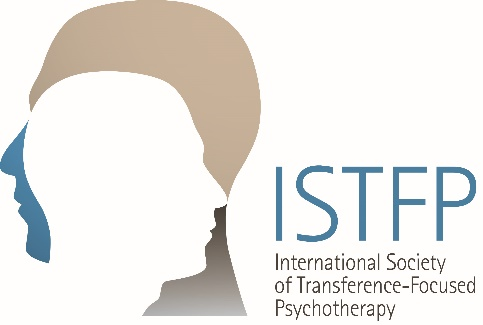 ISTFP
International Society
of Transference-Focused
Psychotherapy